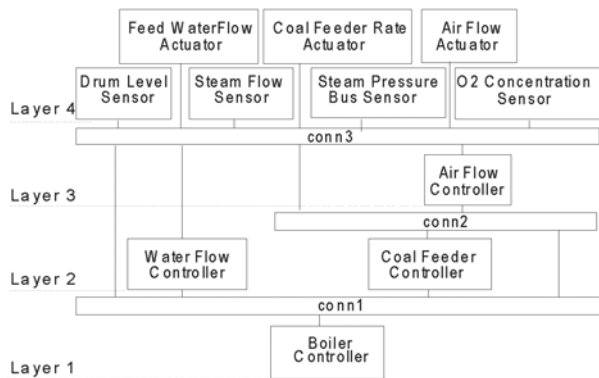 Feed WaterFlow
Actuator
Coal Feeder Rate
Actuator
Air Flow
Actuator
Drum Level
Sensor
Steam Flow
Sensor
Steam Pressure
Bus Sensor
O2 Concentration
Sensor
Layer 4
conn3
Air Flow
Controller
Layer 3
conn2
Water Flow
Controller
Coal Feeder
Controller
Layer 2
conn1
Boiler
Controller
Layer 1